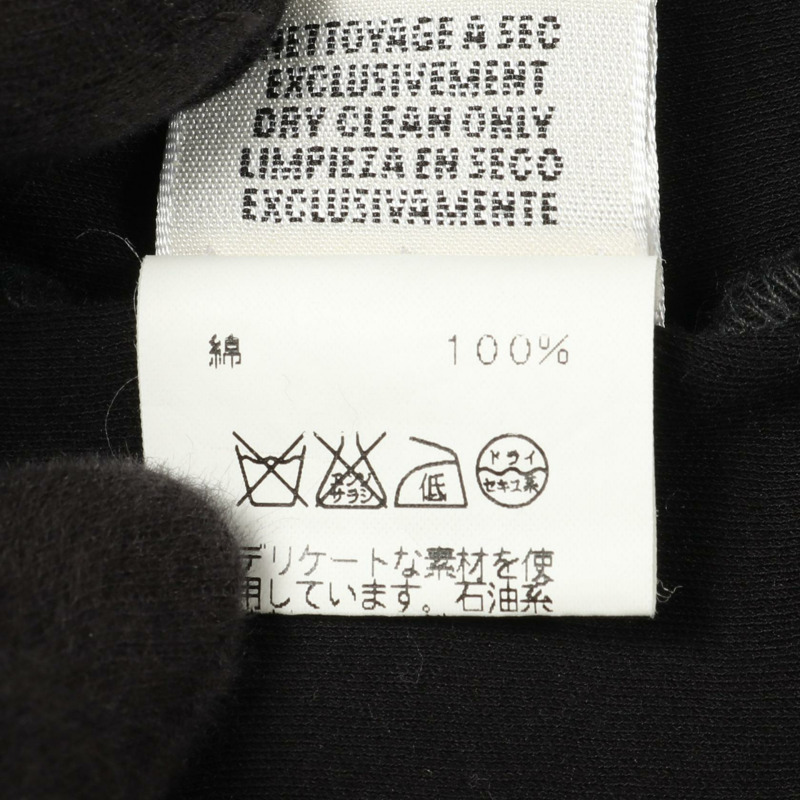 NETTOYAGE A SEC
EXCLUSIVEMENT
DRY CLEAN ONLY
LIMPIEZA EN SECO
EXCLUSIVAMENTE
綿 100%
エンソ
サラシ
低
ドライ
セキユ系
デリケートな素材を使
用しています。石油系